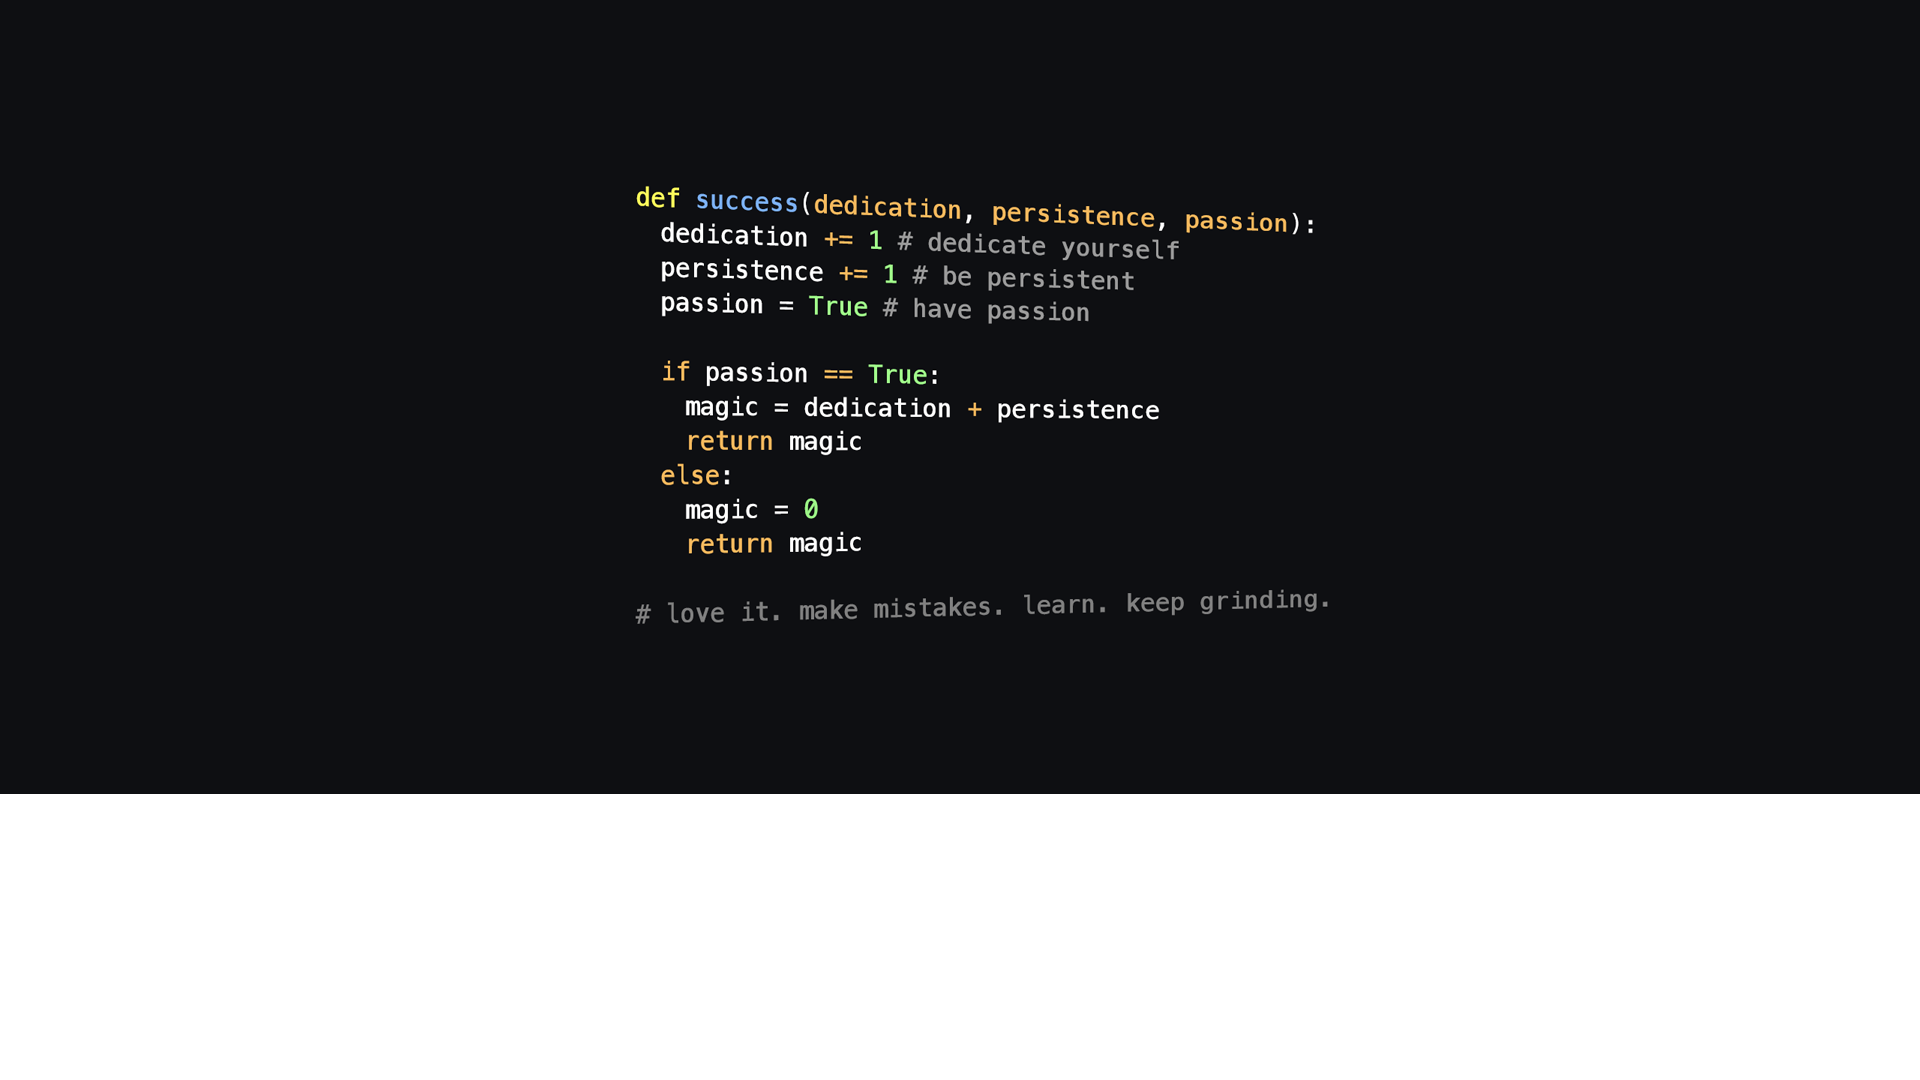 def success(dedication, persistence, passion):
  dedication += 1 # dedicate yourself
  persistence += 1 # be persistent
  passion = True # have passion

  if passion == True:
    magic = dedication + persistence
    return magic
  else:
    magic = 0
    return magic

# love it. make mistakes. learn. keep grinding.